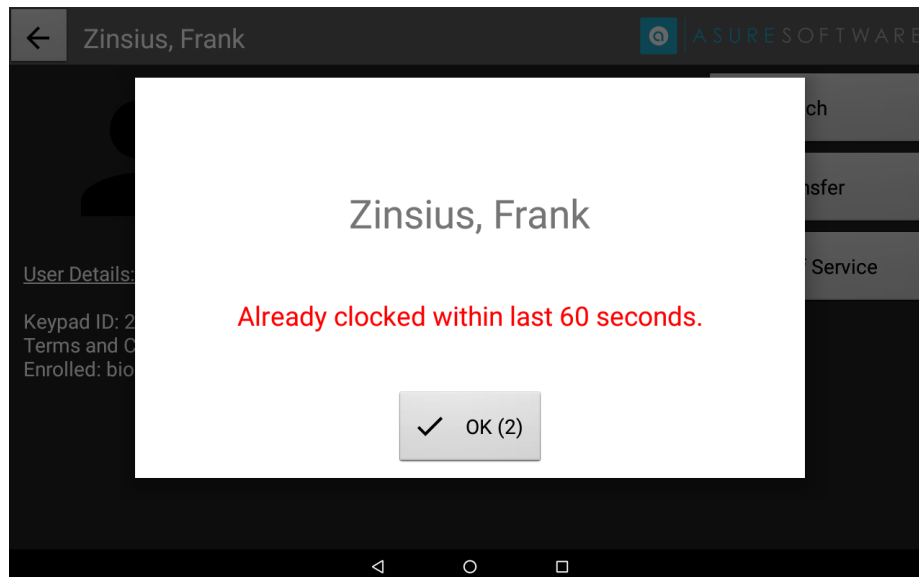 Zinsius, Frank
ASURESOFTWARE
ch
nsfer
Service
User Details:
Keypad ID: 2
Terms and C
Enrolled: bio
Zinsius, Frank
Already clocked within last 60 seconds.
OK (2)